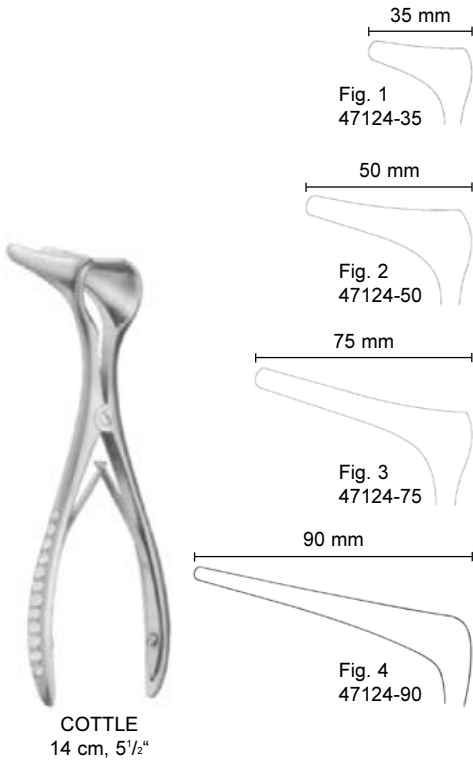 35 mm
Fig. 1
47124-35
50 mm
Fig. 2
47124-50
75 mm
Fig. 3
47124-75
90 mm
Fig. 4
47124-90
COTTLE
14 cm, 5¹/₂“